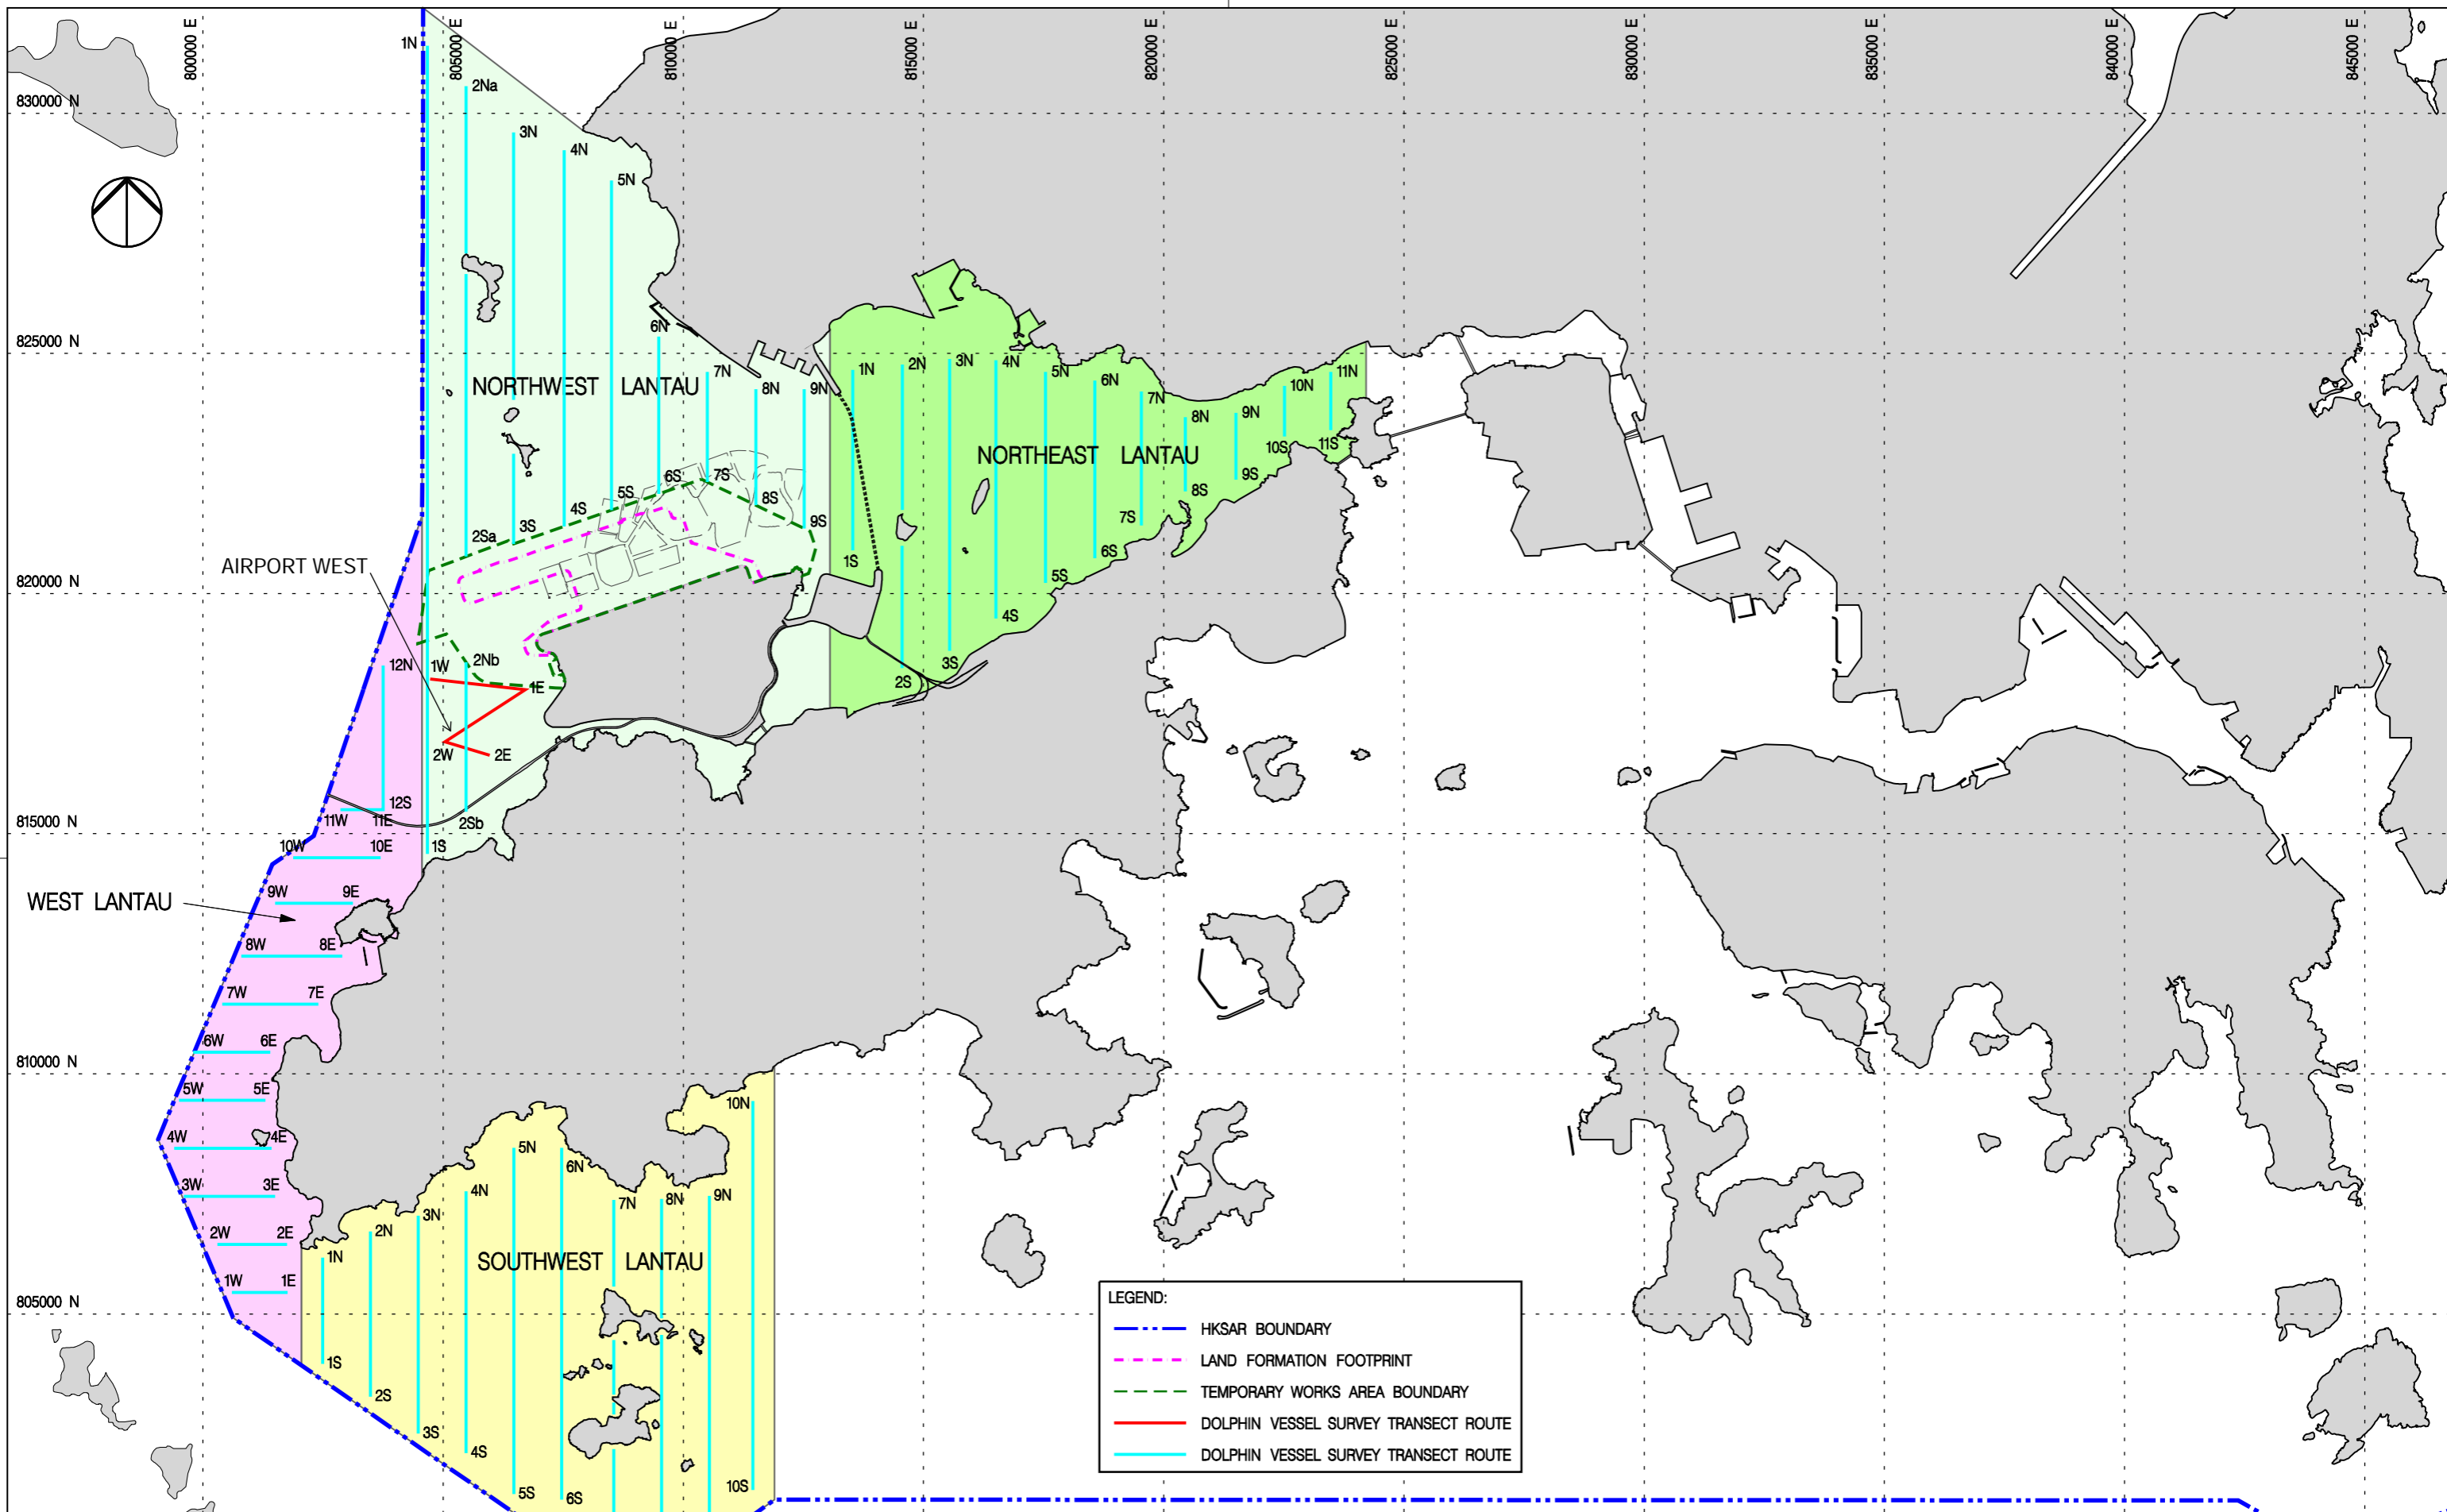 800000 E
805000 E
810000 E
815000 E
820000 E
825000 E
830000 E
835000 E
840000 E
845000 E
1N
2Na
830000 N
3N
4N
5N
6N
825000 N
7N
8N
9N
1N
2N
3N
4N
5N
6N
7N
8N
9N
10N
11N
NORTHWEST LANTAU
NORTHEAST LANTAU
10S
11S
9S
8S
7S
6S
5S
4S
3S
2S
1S
6S
7S
5S
8S
4S
9S
3S
2Sa
AIRPORT WEST
820000 N
12N
1W
2Nb
1E
2W
2E
12S
11W
11E
2Sb
815000 N
10W
10E
1S
9W
9E
WEST LANTAU
8W
8E
7W
7E
6W
6E
810000 N
5W
5E
4W
4E
3W
3E
2W
2E
1W
1E
805000 N
10N
5N
6N
4N
7N
8N
9N
3N
2N
1N
SOUTHWEST LANTAU
1S
2S
3S
4S
5S
6S
10S
LEGEND:
HKSAR BOUNDARY
LAND FORMATION FOOTPRINT
TEMPORARY WORKS AREA BOUNDARY
DOLPHIN VESSEL SURVEY TRANSECT ROUTE
DOLPHIN VESSEL SURVEY TRANSECT ROUTE